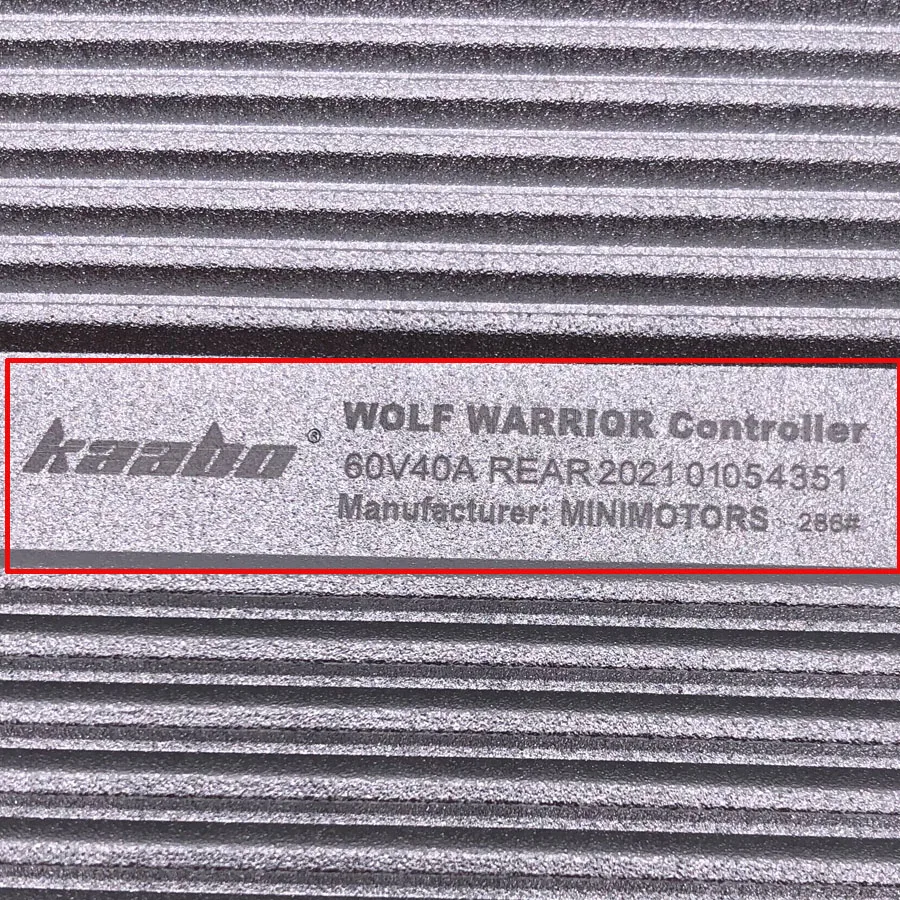 kaabo®
WOLF WARRIOR Controller
60V40A REAR 2021 01054351
Manufacturer: MINIMOTORS 286#